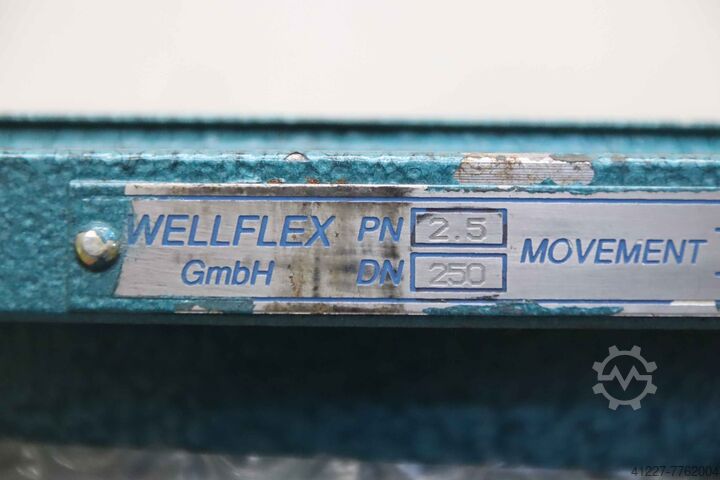 WELLFLEX PN 2.5
GmbH DN 250
MOVEMENT
41227-7762004